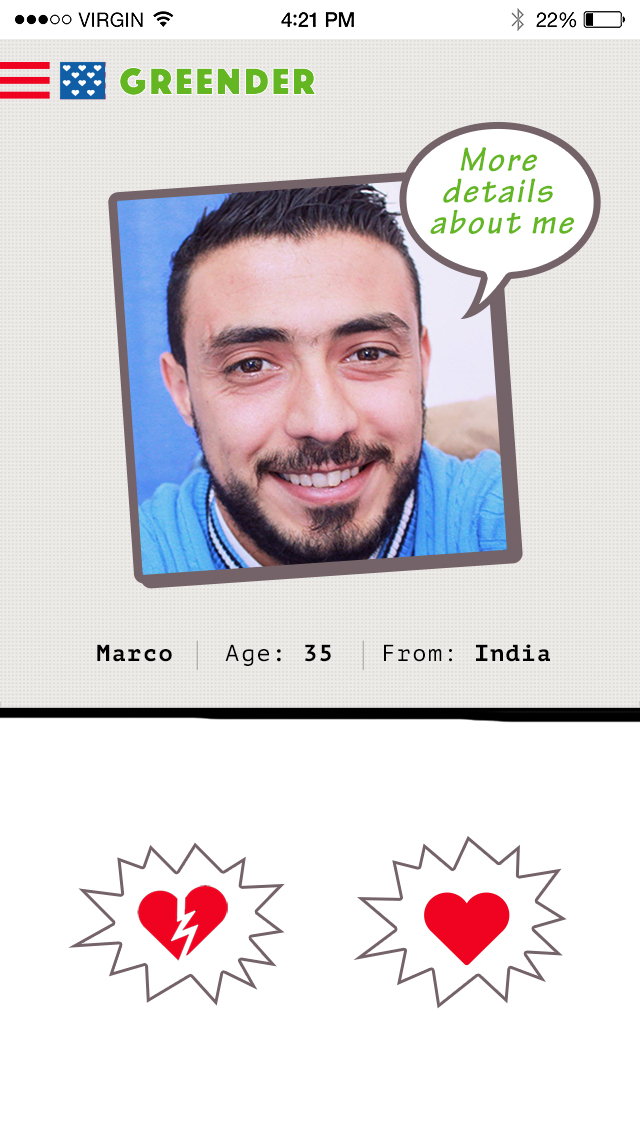 VIRGIN 4:21 PM 22%
GREENDER
More
details
about me
Marco Age: 35 From: India